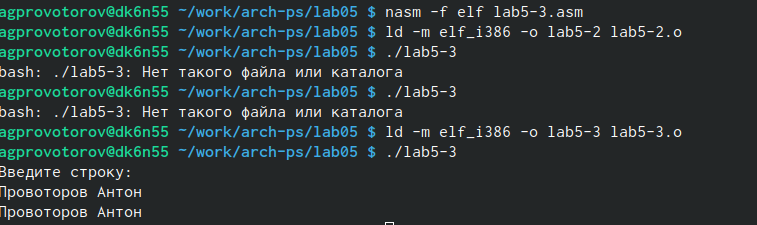 agprovotorov@dk6n55 ~/work/arch-ps/lab05 $ nasm -f elf lab5-3.asm
agprovotorov@dk6n55 ~/work/arch-ps/lab05 $ ld -m elf_i386 -o lab5-2 lab5-2.o
agprovotorov@dk6n55 ~/work/arch-ps/lab05 $ ./lab5-3
bash: ./lab5-3: Нет такого файла или каталога
agprovotorov@dk6n55 ~/work/arch-ps/lab05 $ ./lab5-3
bash: ./lab5-3: Нет такого файла или каталога
agprovotorov@dk6n55 ~/work/arch-ps/lab05 $ ld -m elf_i386 -o lab5-3 lab5-3.o
agprovotorov@dk6n55 ~/work/arch-ps/lab05 $ ./lab5-3
Введите строку:
Провоторов Антон
Провоторов Антон